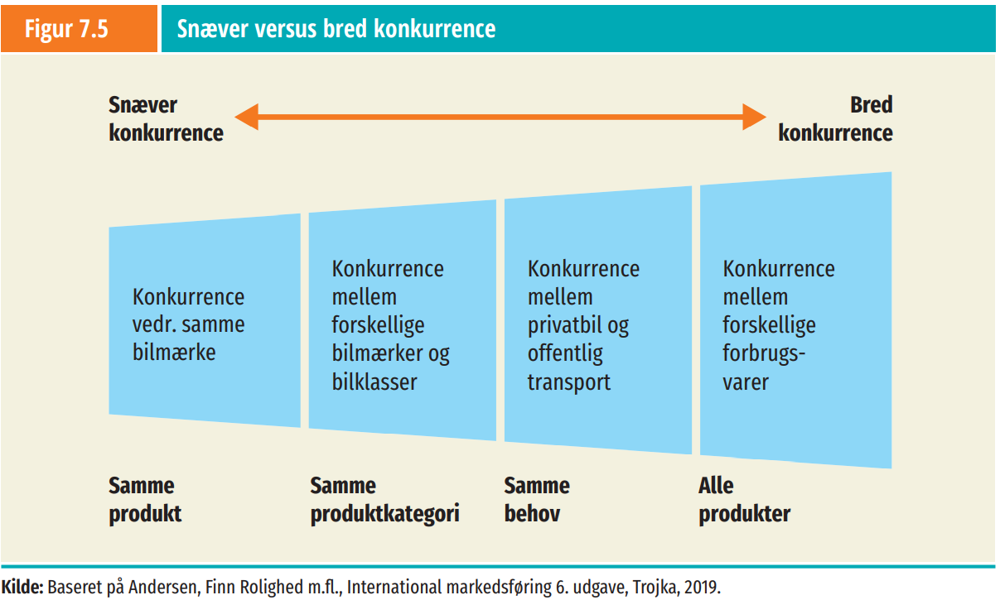 Figur 7.5
Snæver versus bred konkurrence
Snæver
konkurrence
Bred
konkurrence
Konkurrence
vedr. samme
bilmærke
Konkurrence
mellem
forskellige
bilmærker og
bilklasser
Konkurrence
mellem
privatbil og
offentlig
transport
Konkurrence
mellem
forskellige
forbrugs-
varer
Samme
produkt
Samme
produktkategori
Samme
behov
Alle
produkter
Kilde: Baseret på Andersen, Finn Rolighed m.fl., International markedsføring 6. udgave, Trojka, 2019.